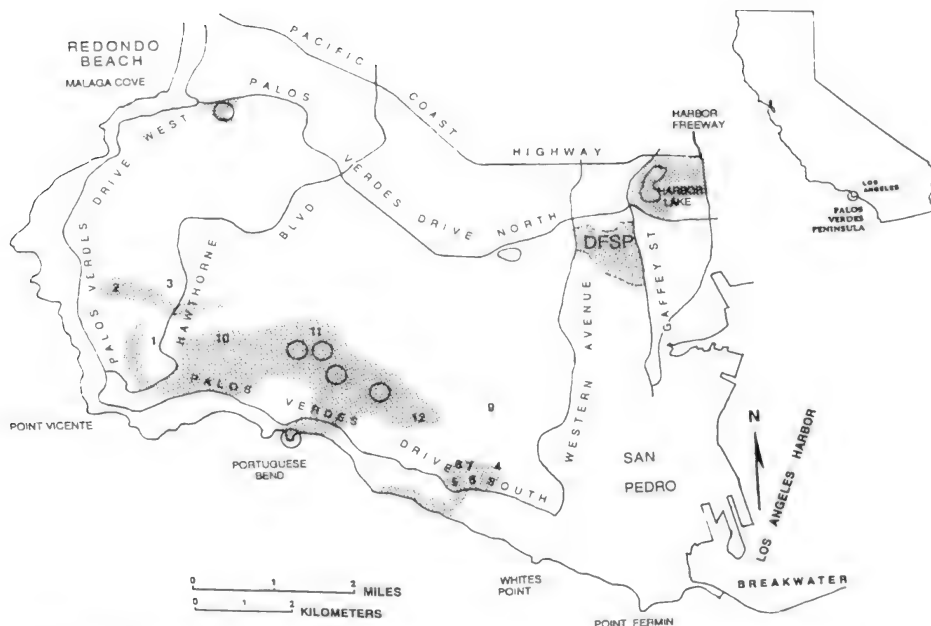 REDONDO
BEACH
MALAGA COVE
PACIFIC COAST HIGHWAY
PALOS VERDES DRIVE WEST
PALOS VERDES DRIVE NORTH
HARBOR
FREEWAY
HARBOR
LAKE
DFSP
GAFFEY ST
WESTERN AVENUE
HAWTHORNE BLVD
LOS
ANGELES
PALOS
VERDES
PENINSULA
2
3
1
10
11
12
9
PALOS VERDES DRIVE SOUTH
7 4
5 6
POINT VICENTE
PORTUGUESE
BEND
SAN
PEDRO
N
LOS ANGELES HARBOR
WHITES
POINT
BREAKWATER
POINT FERMIN
0 2
MILES
0 1 2
KILOMETERS